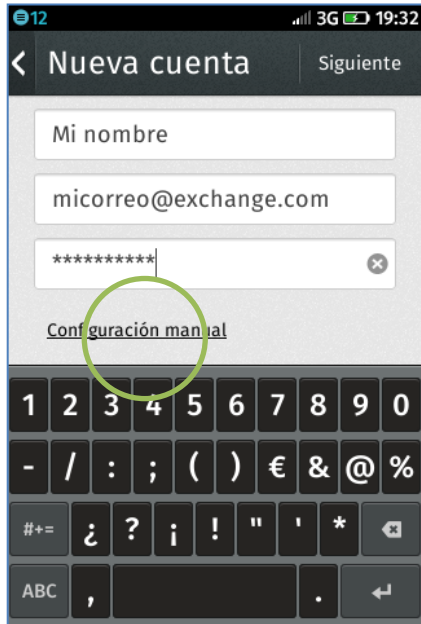 12 3G 19:32
Nueva cuenta Siguiente
Mi nombre
micorreo@exchange.com
**********
Configuración manual
1 2 3 4 5 6 7 8 9 0
- / : ; ( ) € & @ %
#+= ¿ ? ¡ ! " ' *
ABC , .